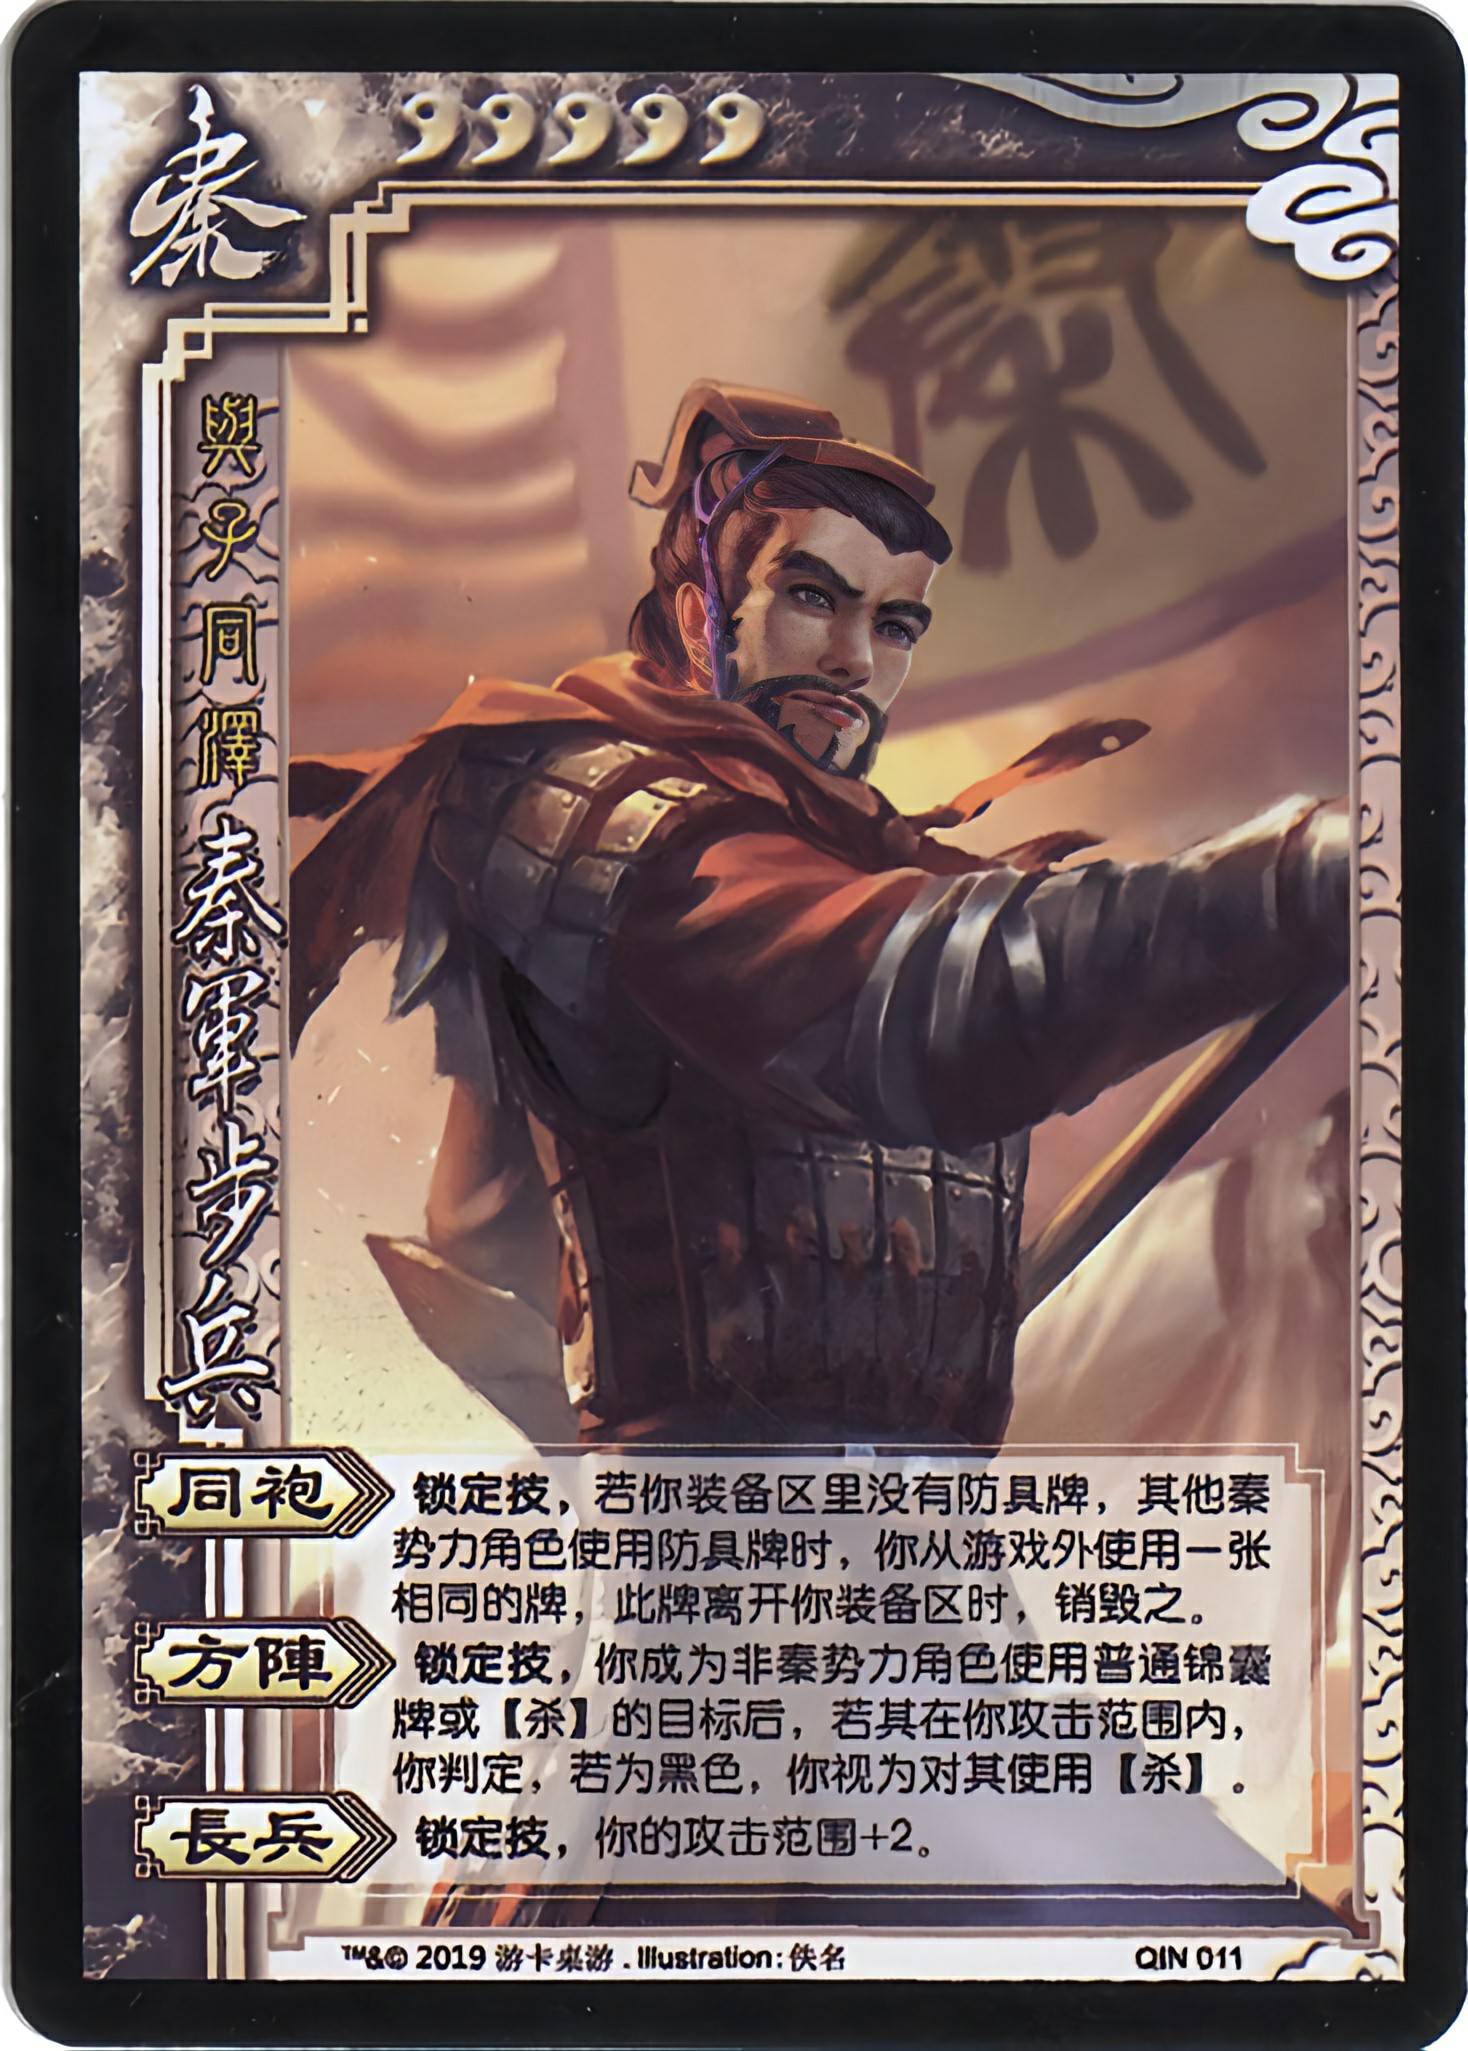 秦
與子同澤
秦軍步兵
同袍
锁定技，若你装备区里没有防具牌，其他秦
势力角色使用防具牌时，你从游戏外使用一张
相同的牌，此牌离开你装备区时，销毁之。
方陣
锁定技，你成为非秦势力角色使用普通锦囊
牌或【杀】的目标后，若其在你攻击范围内，
你判定，若为黑色，你视为对其使用【杀】。
長兵
锁定技，你的攻击范围+2。
™&© 2019 游卡桌游 . Illustration:佚名
QIN 011